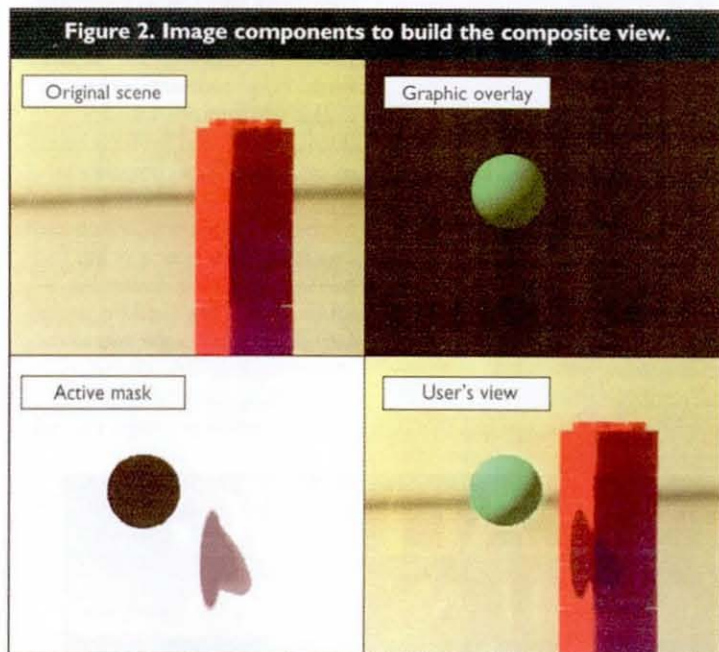 Figure 2. Image components to build the composite view.
Original scene
Graphic overlay
Active mask
User's view